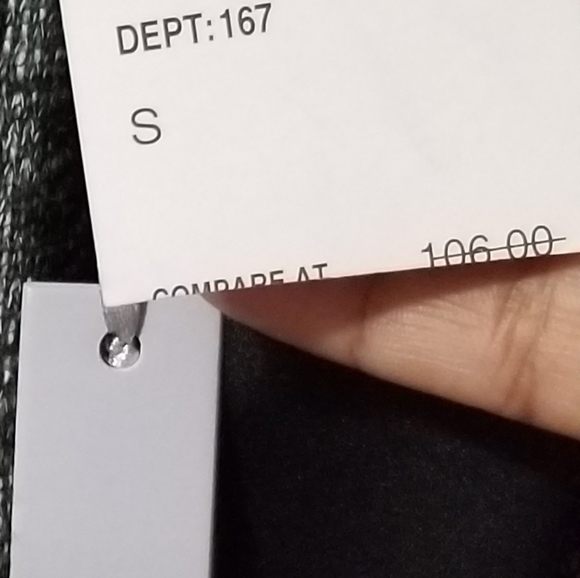 DEPT:167
S
COMPARE AT 106.00